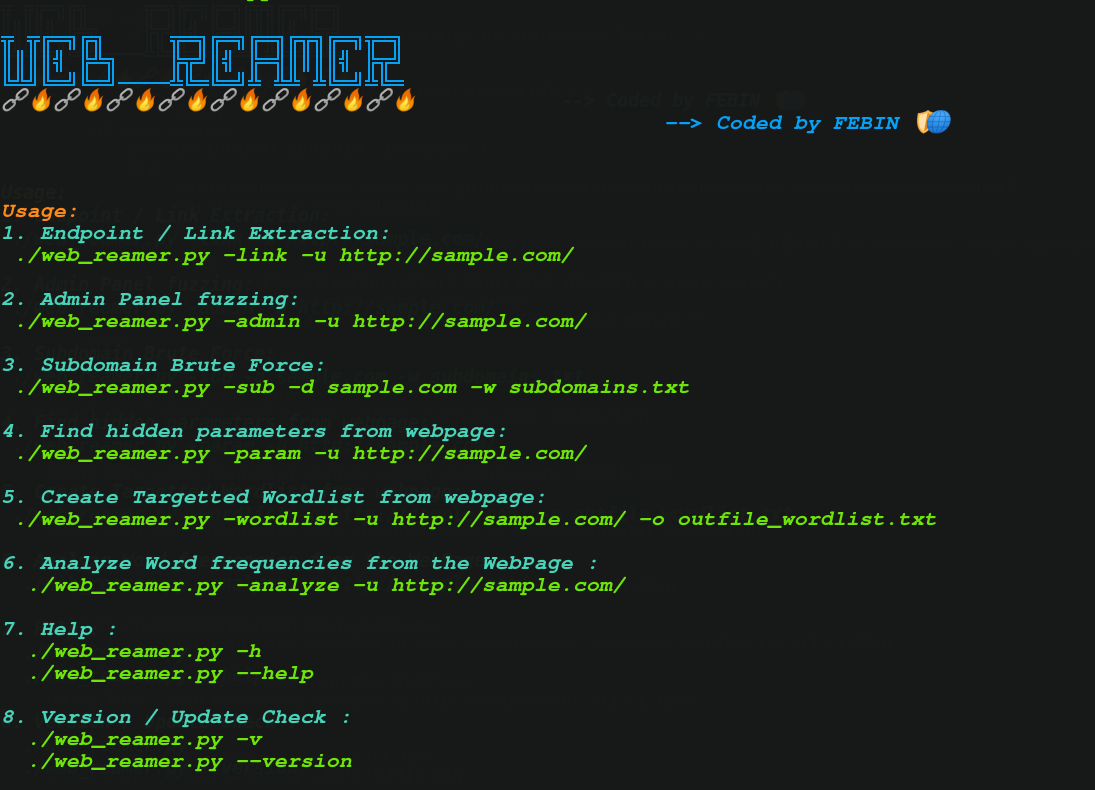 WEB__REAMER
🔗🔥🔗🔥🔗🔥🔗🔥🔗🔥🔗🔥🔗🔥🔗🔥
--> Coded by FEBIN 🛡️🌐
Usage:
1. Endpoint / Link Extraction:
./web_reamer.py -link -u http://sample.com/
2. Admin Panel fuzzing:
./web_reamer.py -admin -u http://sample.com/
3. Subdomain Brute Force:
./web_reamer.py -sub -d sample.com -w subdomains.txt
4. Find hidden parameters from webpage:
./web_reamer.py -param -u http://sample.com/
5. Create Targetted Wordlist from webpage:
./web_reamer.py -wordlist -u http://sample.com/ -o outfile_wordlist.txt
6. Analyze Word frequencies from the WebPage :
./web_reamer.py -analyze -u http://sample.com/
7. Help :
./web_reamer.py -h
./web_reamer.py --help
8. Version / Update Check :
./web_reamer.py -v
./web_reamer.py --version